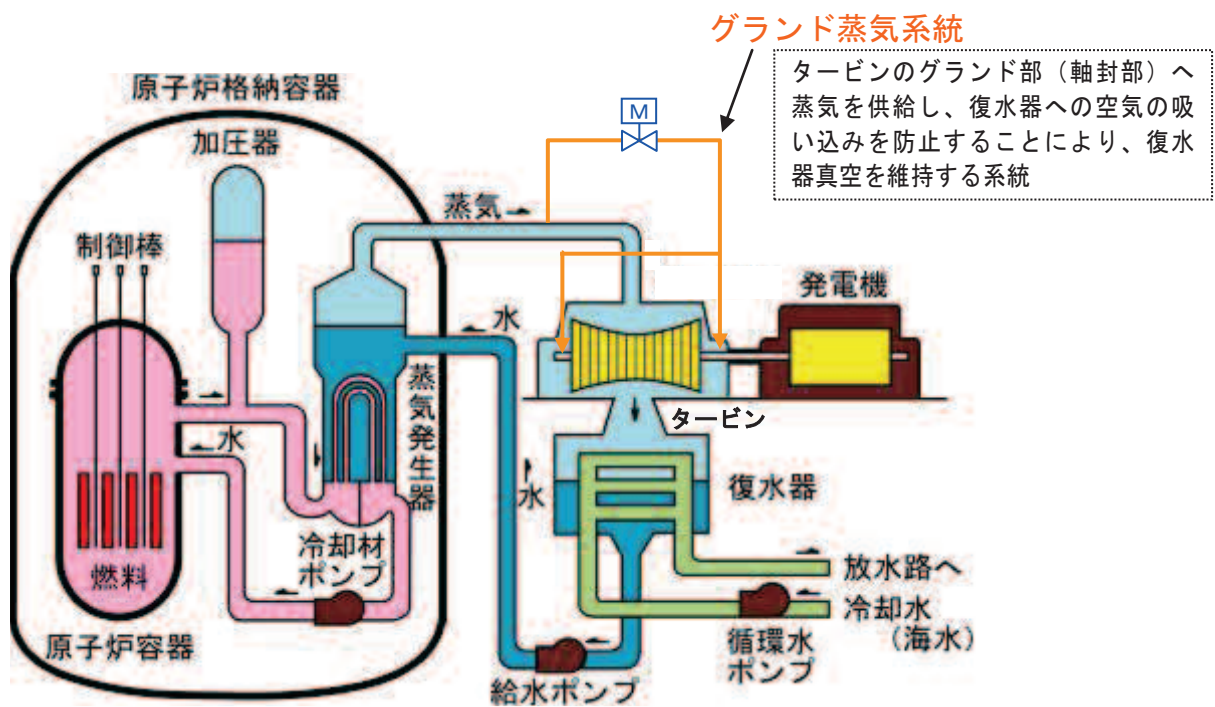 グランド蒸気系統
タービンのグランド部（軸封部）へ
蒸気を供給し、復水器への空気の吸
い込みを防止することにより、復水
器真空を維持する系統
原子炉格納容器
M
加圧器
蒸気
制御棒
発電機
水
蒸気発生器
タービン
水
水
復水器
冷却材
ポンプ
燃料
放水路へ
冷却水
（海水）
原子炉容器
循環水
ポンプ
給水ポンプ